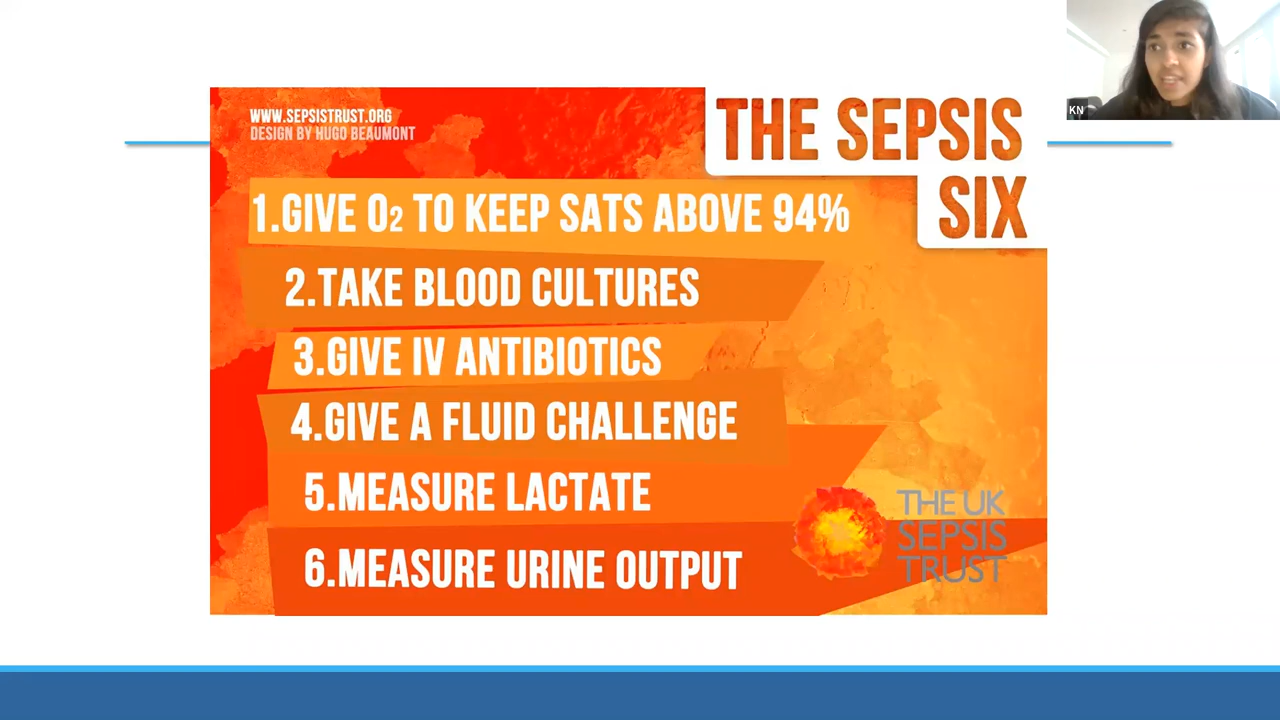 WWW.SEPSISTRUST.ORG
DESIGN BY HUGO BEAUMONT
THE SEPSIS
SIX
1.GIVE O₂ TO KEEP SATS ABOVE 94%
2.TAKE BLOOD CULTURES
3.GIVE IV ANTIBIOTICS
4.GIVE A FLUID CHALLENGE
5.MEASURE LACTATE
6.MEASURE URINE OUTPUT
THE UK
SEPSIS
TRUST
KN